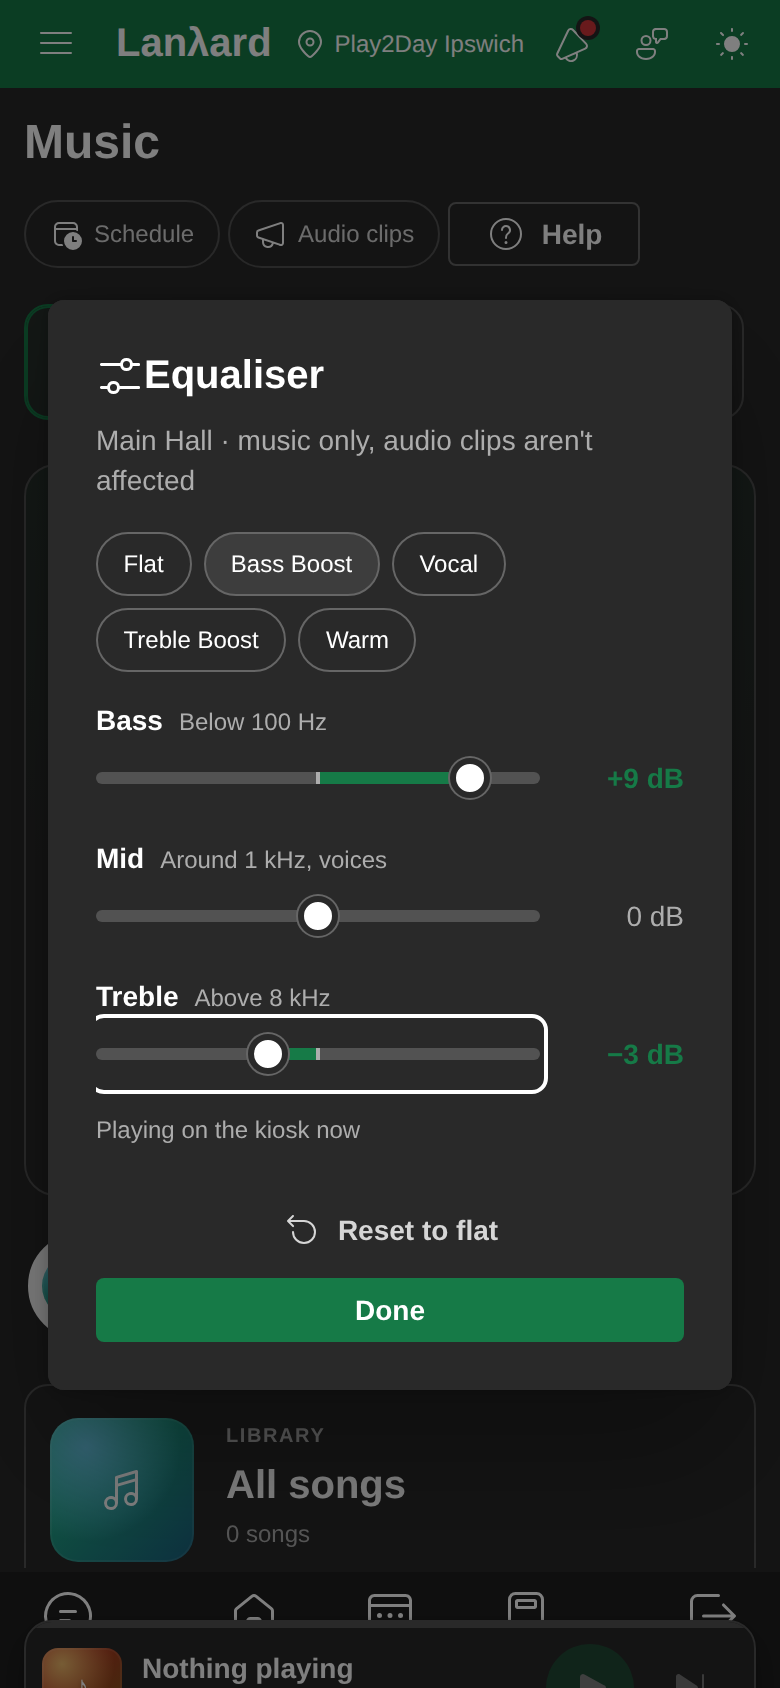 Lanλard
Play2Day Ipswich
Music
Schedule
Audio clips
Help
Equaliser
Main Hall · music only, audio clips aren't
affected
Flat
Bass Boost
Vocal
Treble Boost
Warm
Bass Below 100 Hz
+9 dB
Mid Around 1 kHz, voices
0 dB
Treble Above 8 kHz
−3 dB
Playing on the kiosk now
Reset to flat
Done
LIBRARY
All songs
0 songs
Nothing playing